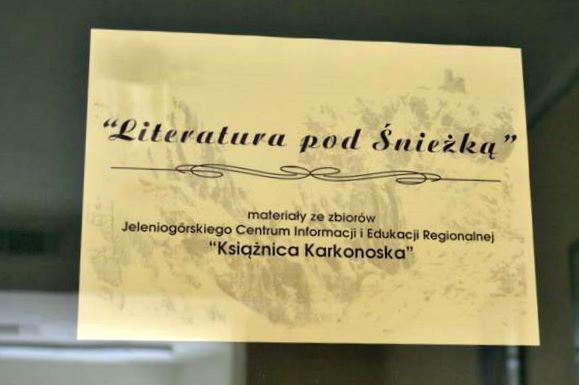 “Literatura pod Śnieżką”
materiały ze zbiorów
Jeleniogórskiego Centrum Informacji i Edukacji Regionalnej
“Książnica Karkonoska”